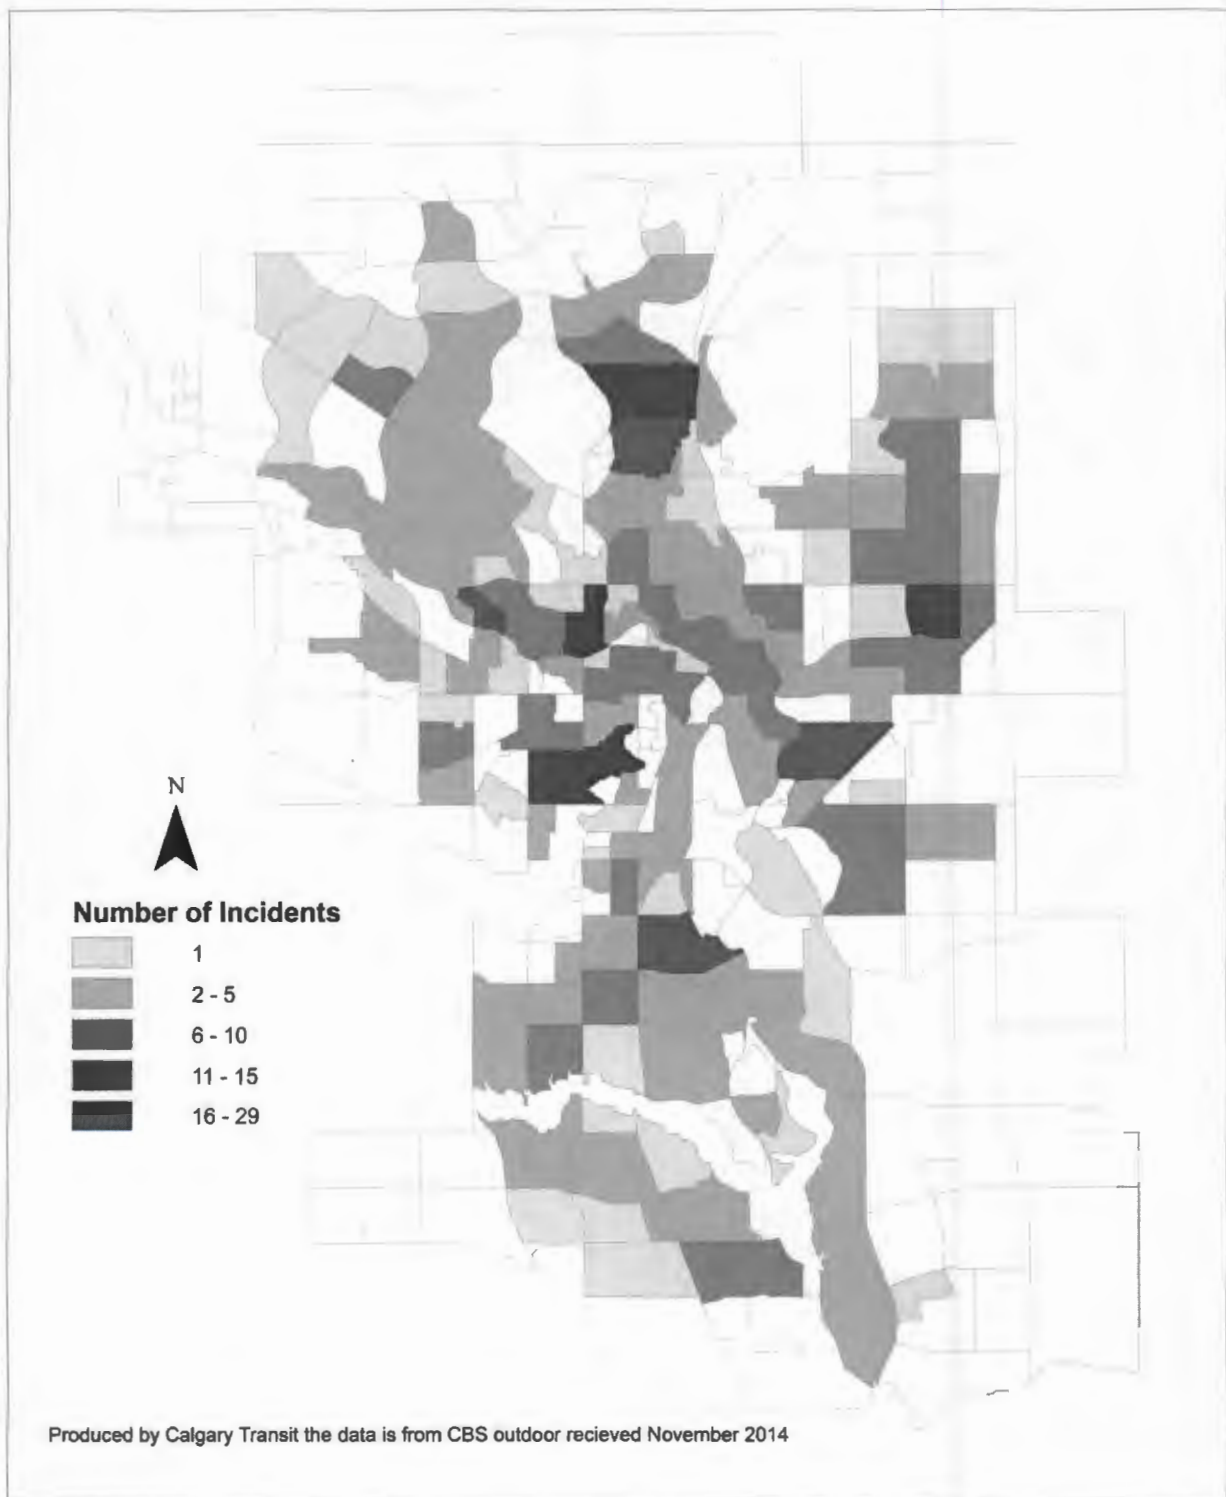 N
Number of Incidents
1
2 - 5
6 - 10
11 - 15
16 - 29
Produced by Calgary Transit the data is from CBS outdoor recieved November 2014